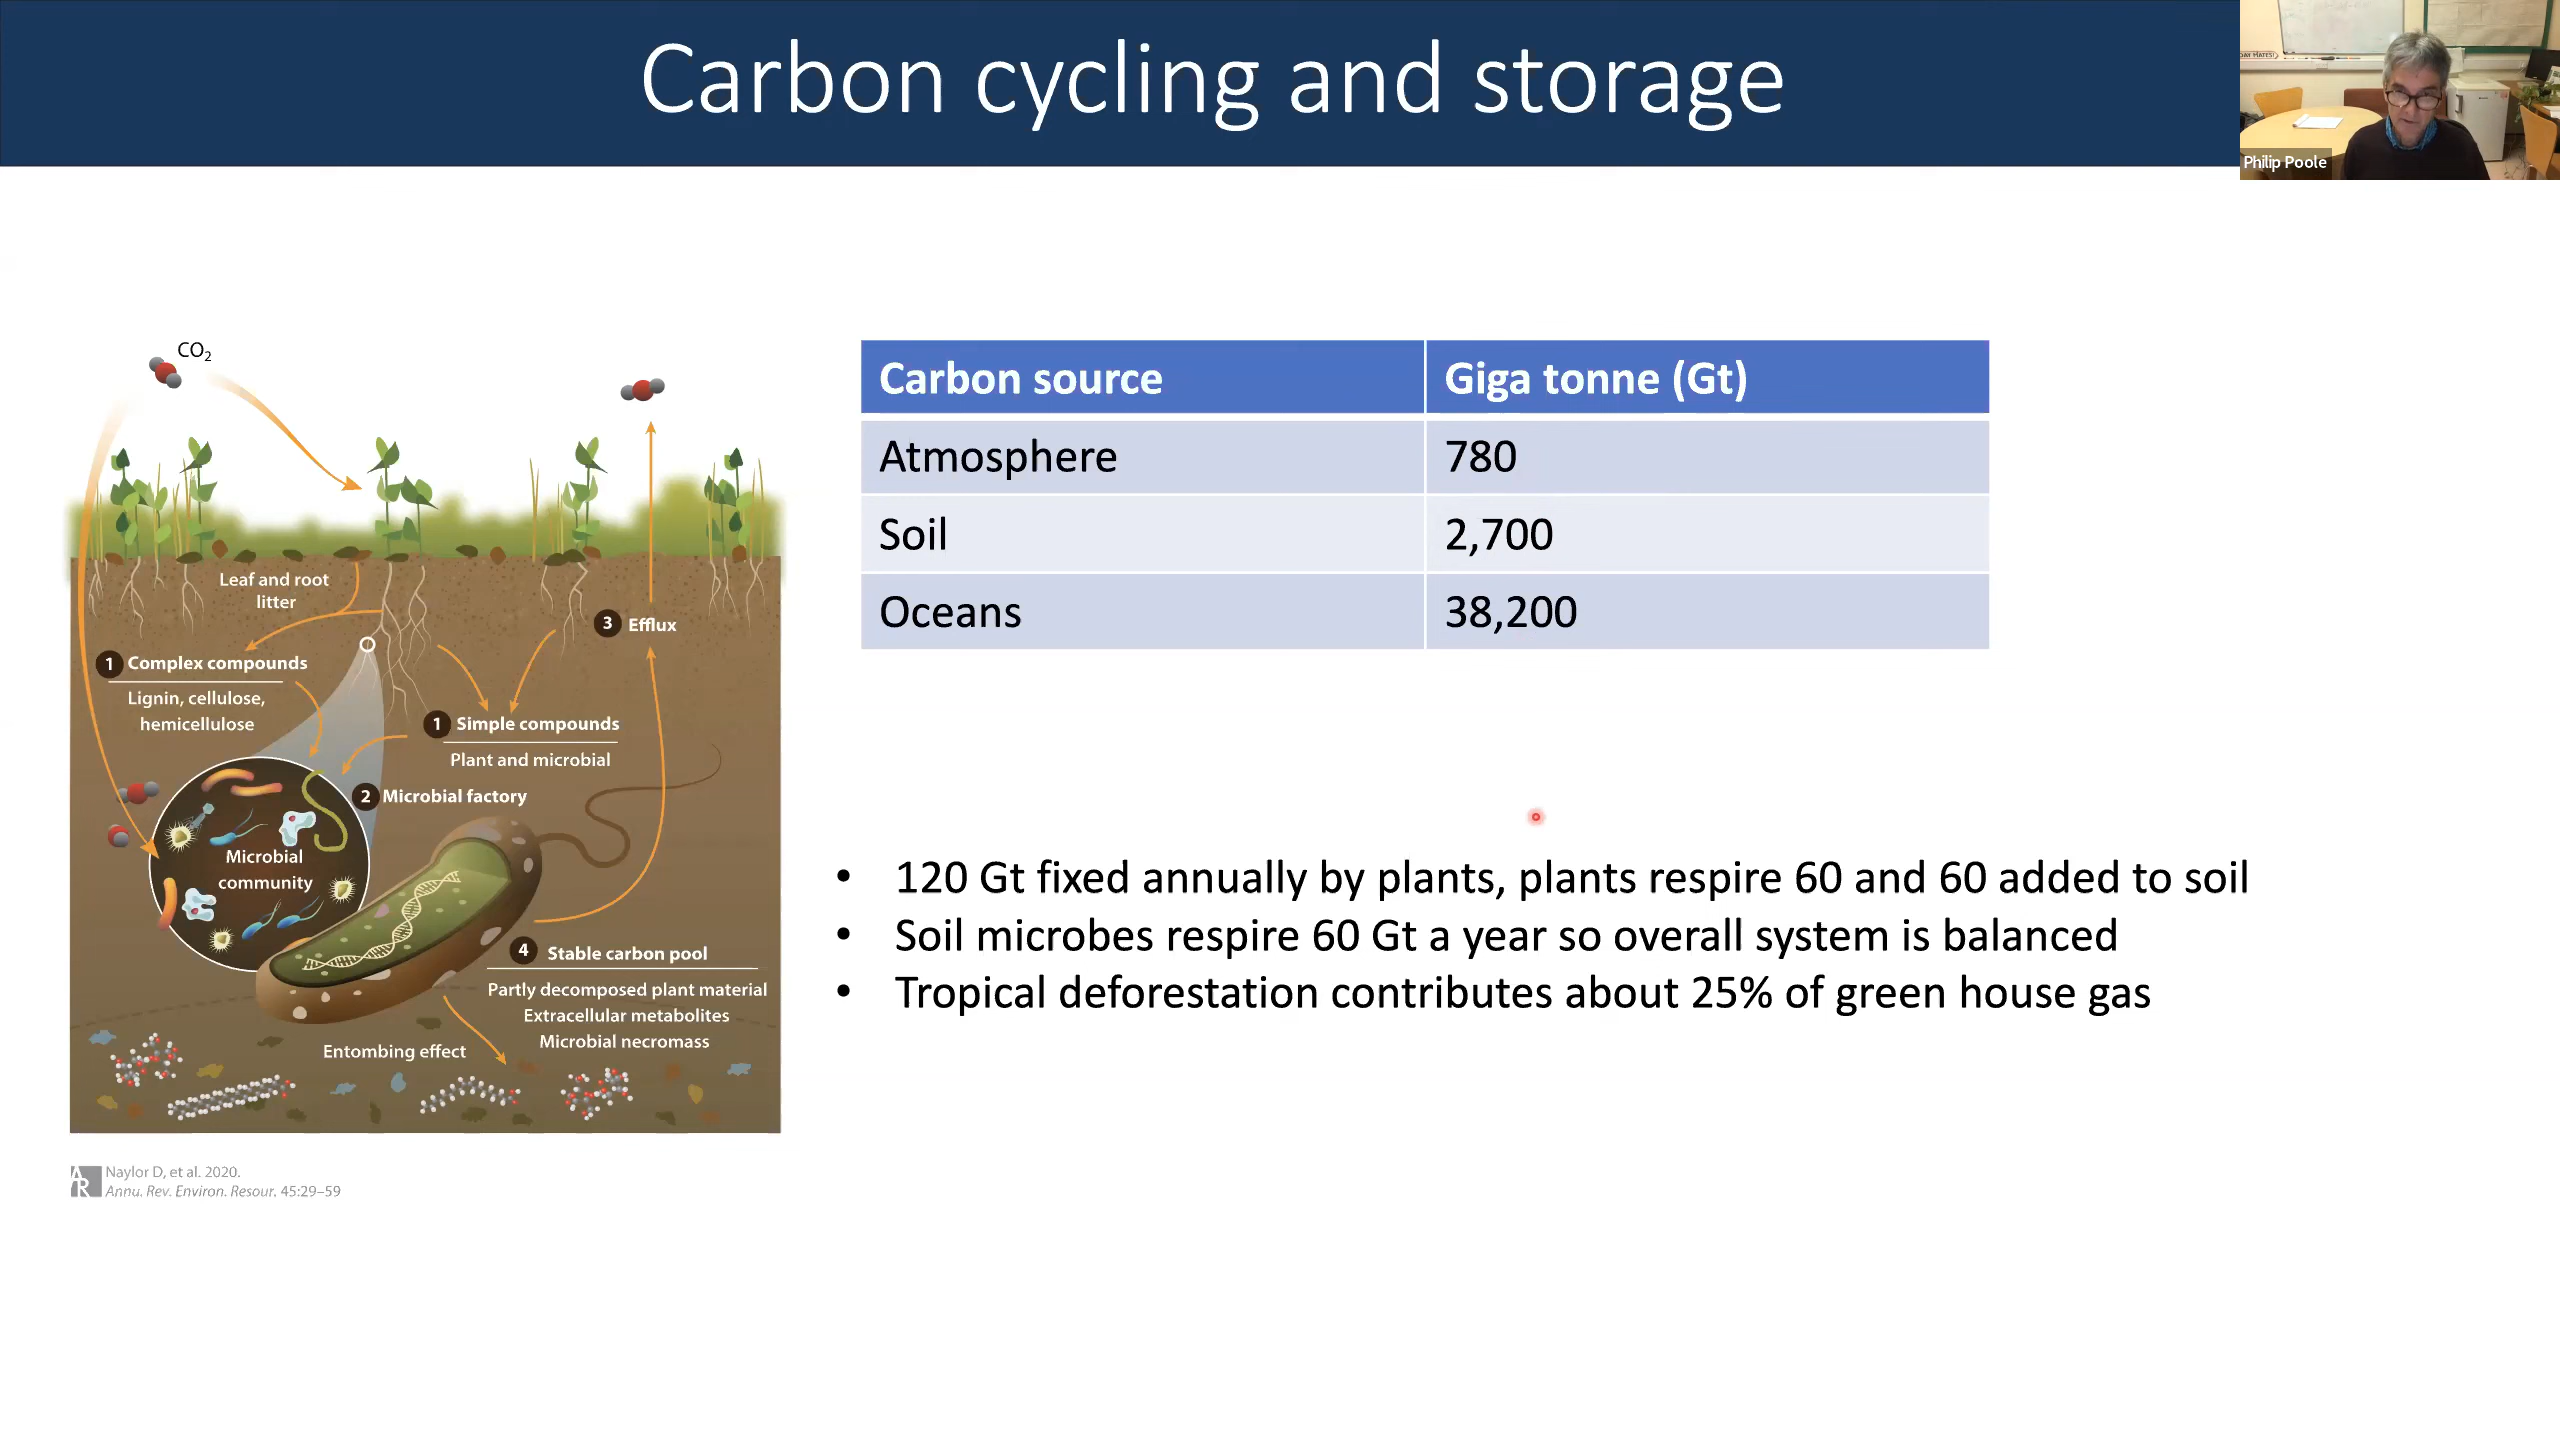 Carbon cycling and storage
Philip Poole
CO2
Leaf and root
litter
3 Efflux
1 Complex compounds
Lignin, cellulose,
hemicellulose
1 Simple compounds
Plant and microbial
2 Microbial factory
Microbial
community
4 Stable carbon pool
Partly decomposed plant material
Extracellular metabolites
Microbial necromass
Entombing effect
AR Naylor D, et al. 2020.
Annu. Rev. Environ. Resour. 45:29–59
Carbon source Giga tonne (Gt)
Atmosphere 780
Soil 2,700
Oceans 38,200
• 120 Gt fixed annually by plants, plants respire 60 and 60 added to soil
• Soil microbes respire 60 Gt a year so overall system is balanced
• Tropical deforestation contributes about 25% of green house gas